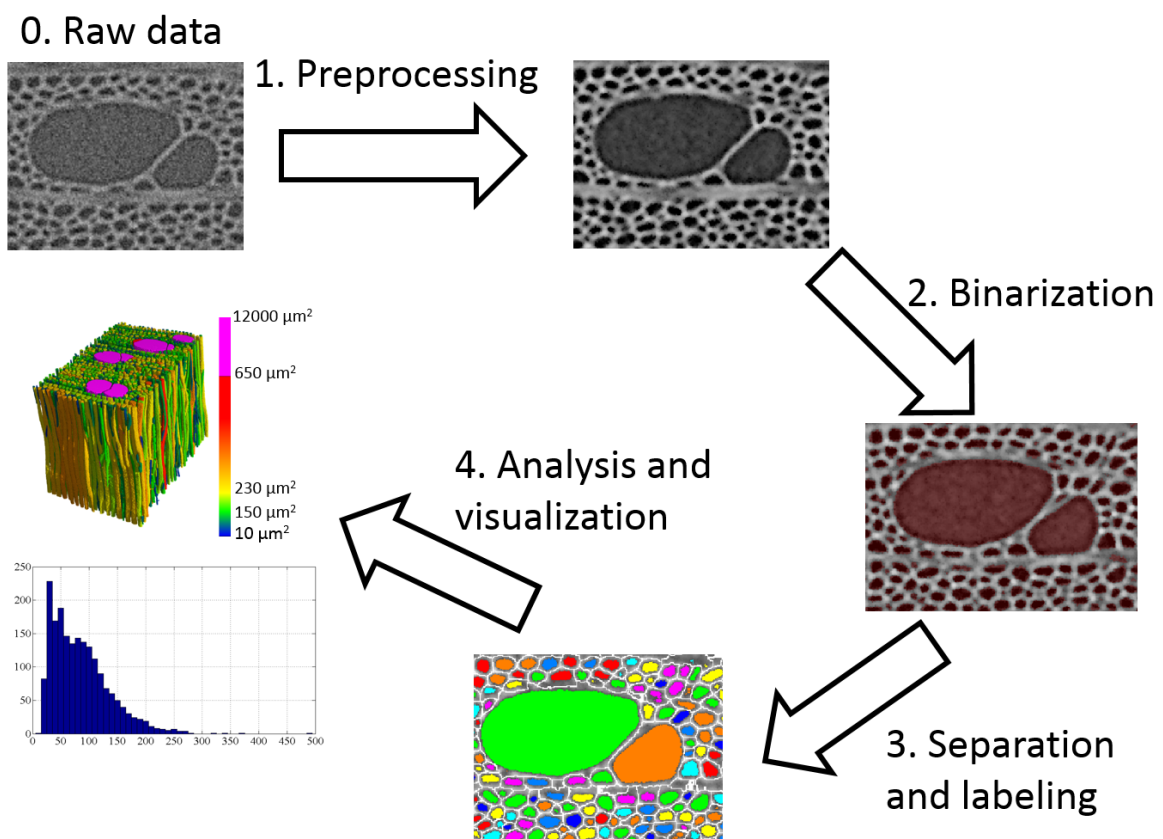 0. Raw data
1. Preprocessing
2. Binarization
12000 µm²
650 µm²
230 µm²
150 µm²
10 µm²
4. Analysis and
visualization
3. Separation
and labeling
250
200
150
100
50
0
0 50 100 150 200 250 300 350 400 450 500